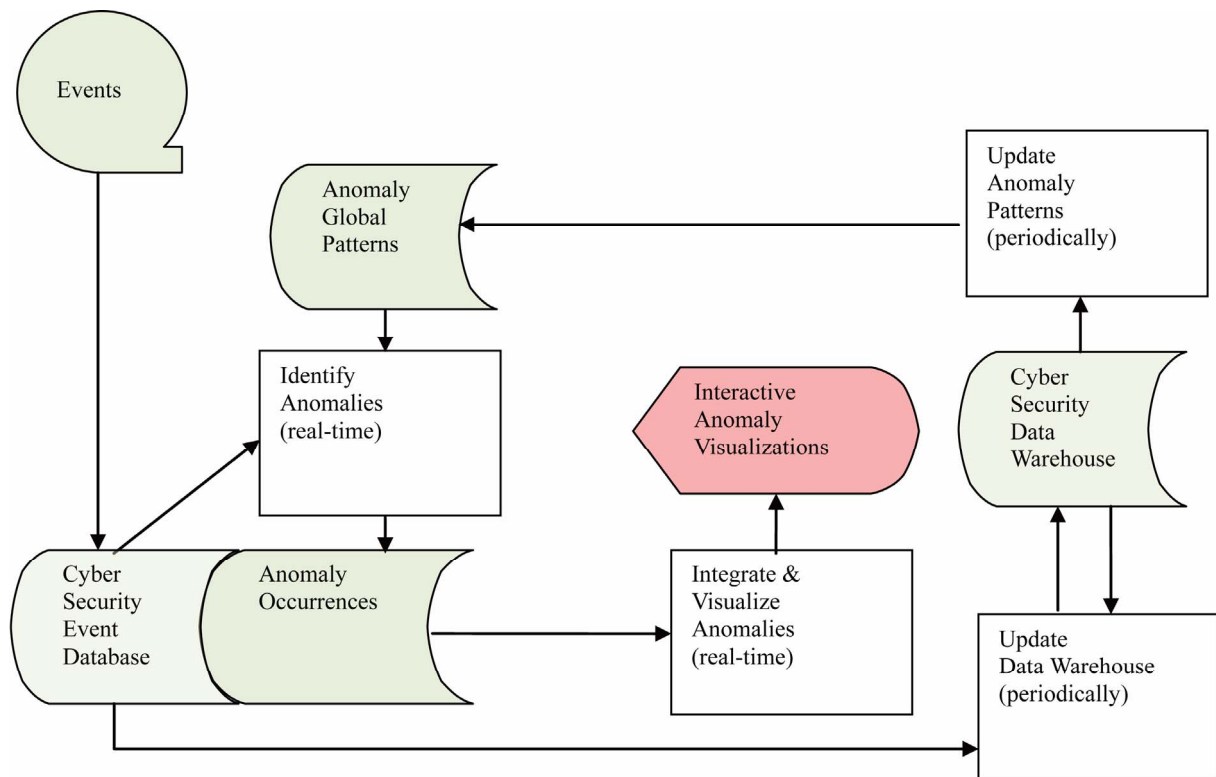 Events
Anomaly
Global
Patterns
Update
Anomaly
Patterns
(periodically)
Identify
Anomalies
(real-time)
Interactive
Anomaly
Visualizations
Cyber
Security
Data
Warehouse
Cyber
Security
Event
Database
Anomaly
Occurrences
Integrate &
Visualize
Anomalies
(real-time)
Update
Data Warehouse
(periodically)